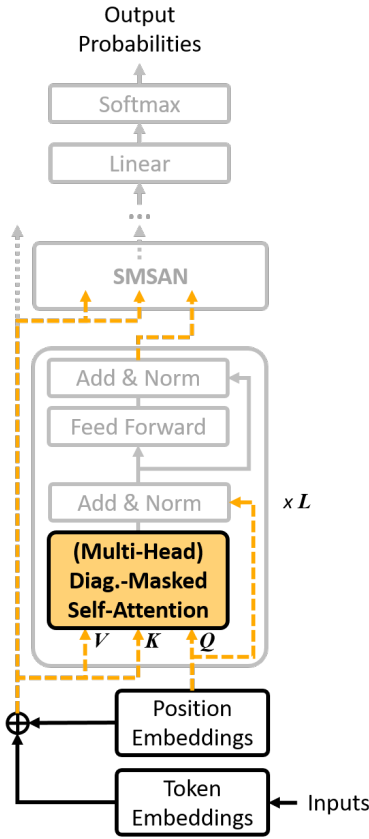 Output
Probabilities
Softmax
Linear
...
SMSAN
Add & Norm
Feed Forward
Add & Norm
x L
(Multi-Head)
Diag.-Masked
Self-Attention
V K Q
Position
Embeddings
Token
Embeddings
Inputs